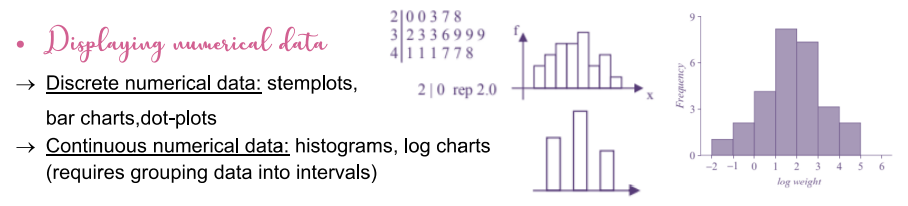 • Displaying numerical data
→ Discrete numerical data: stemplots,
bar charts,dot-plots
→ Continuous numerical data: histograms, log charts
(requires grouping data into intervals)
2|0 0 3 7 8
3|2 3 3 6 9 9 9
4|1 1 1 7 7 8
2|0 rep 2.0
f
x
9
6
3
0
Frequency
−2 −1 0 1 2 3 4 5 6
log weight